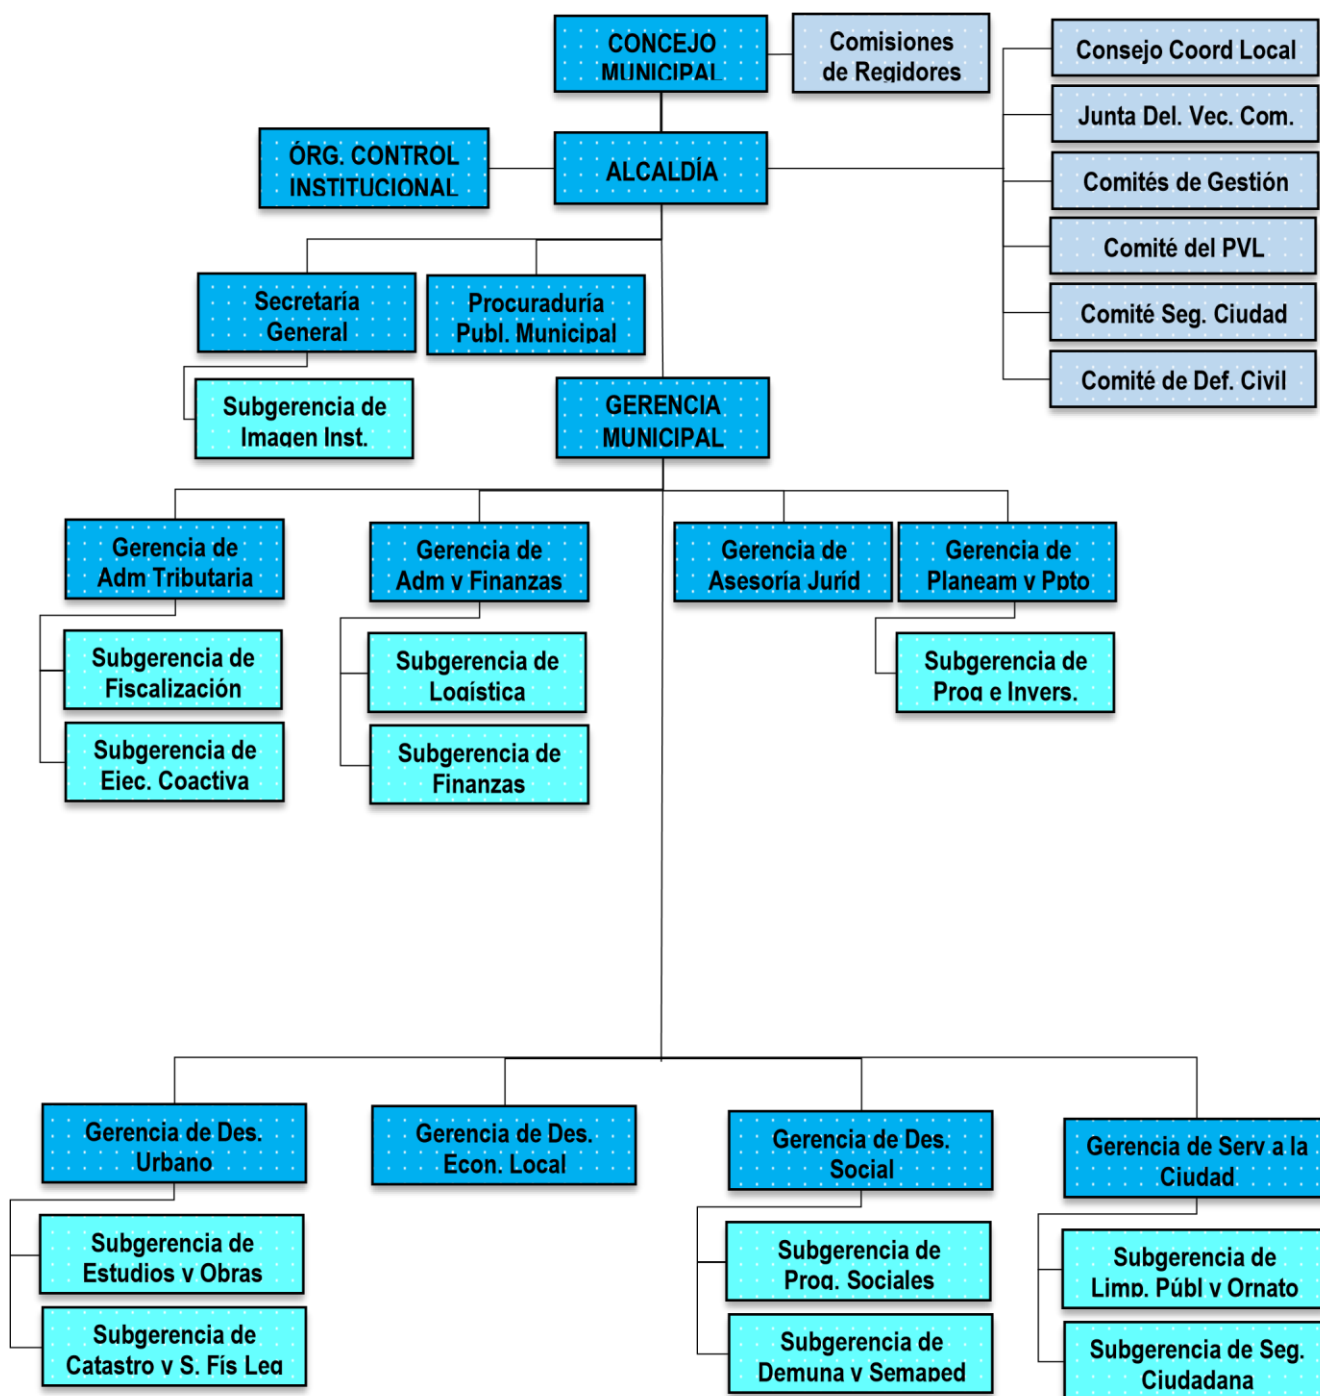 CONCEJO
MUNICIPAL
Comisiones
de Regidores
Consejo Coord Local
Junta Del. Vec. Com.
ÓRG. CONTROL
INSTITUCIONAL
ALCALDÍA
Comités de Gestión
Comité del PVL
Secretaría
General
Procuraduría
Publ. Municipal
Comité Seg. Ciudad
Comité de Def. Civil
Subgerencia de
Imagen Inst.
GERENCIA
MUNICIPAL
Gerencia de
Adm Tributaria
Gerencia de
Adm y Finanzas
Gerencia de
Asesoría Juríd
Gerencia de
Planeam y Ppto
Subgerencia de
Fiscalización
Subgerencia de
Logística
Subgerencia de
Prog e Invers.
Subgerencia de
Ejec. Coactiva
Subgerencia de
Finanzas
Gerencia de Des.
Urbano
Gerencia de Des.
Econ. Local
Gerencia de Des.
Social
Gerencia de Serv a la
Ciudad
Subgerencia de
Estudios y Obras
Subgerencia de
Prog. Sociales
Subgerencia de
Limp. Públ y Ornato
Subgerencia de
Catastro y S. Fís Leg
Subgerencia de
Demuna y Semaped
Subgerencia de Seg.
Ciudadana